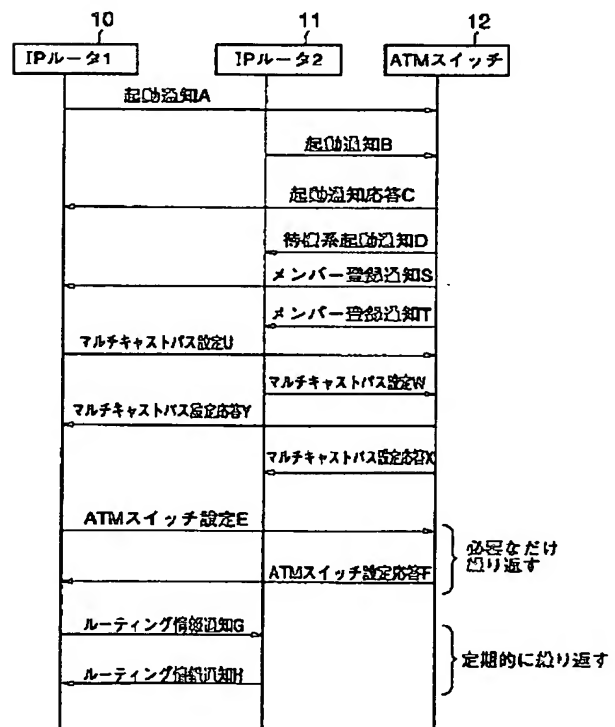 10
11
12
IPルータ1
IPルータ2
ATMスイッチ
起動通知A
起動通知B
起動通知応答C
待機系起動通知D
メンバー登録通知S
メンバー登録通知T
マルチキャストパス設定U
マルチキャストパス設定W
マルチキャストパス設定応答Y
マルチキャストパス設定応答X
ATMスイッチ設定E
ATMスイッチ設定応答F
必要なだけ
繰り返す
ルーティング情報通知G
ルーティング情報通知H
定期的に繰り返す